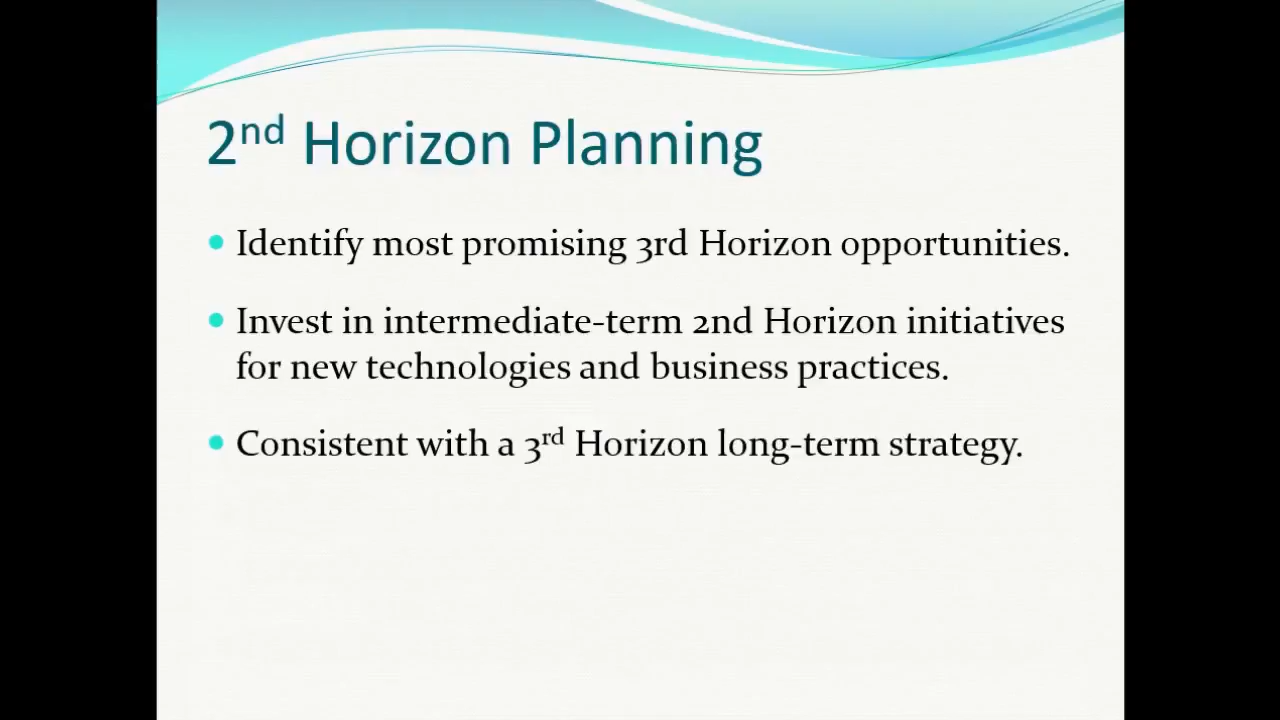 2nd Horizon Planning
Identify most promising 3rd Horizon opportunities.
Invest in intermediate-term 2nd Horizon initiatives
for new technologies and business practices.
Consistent with a 3rd Horizon long-term strategy.